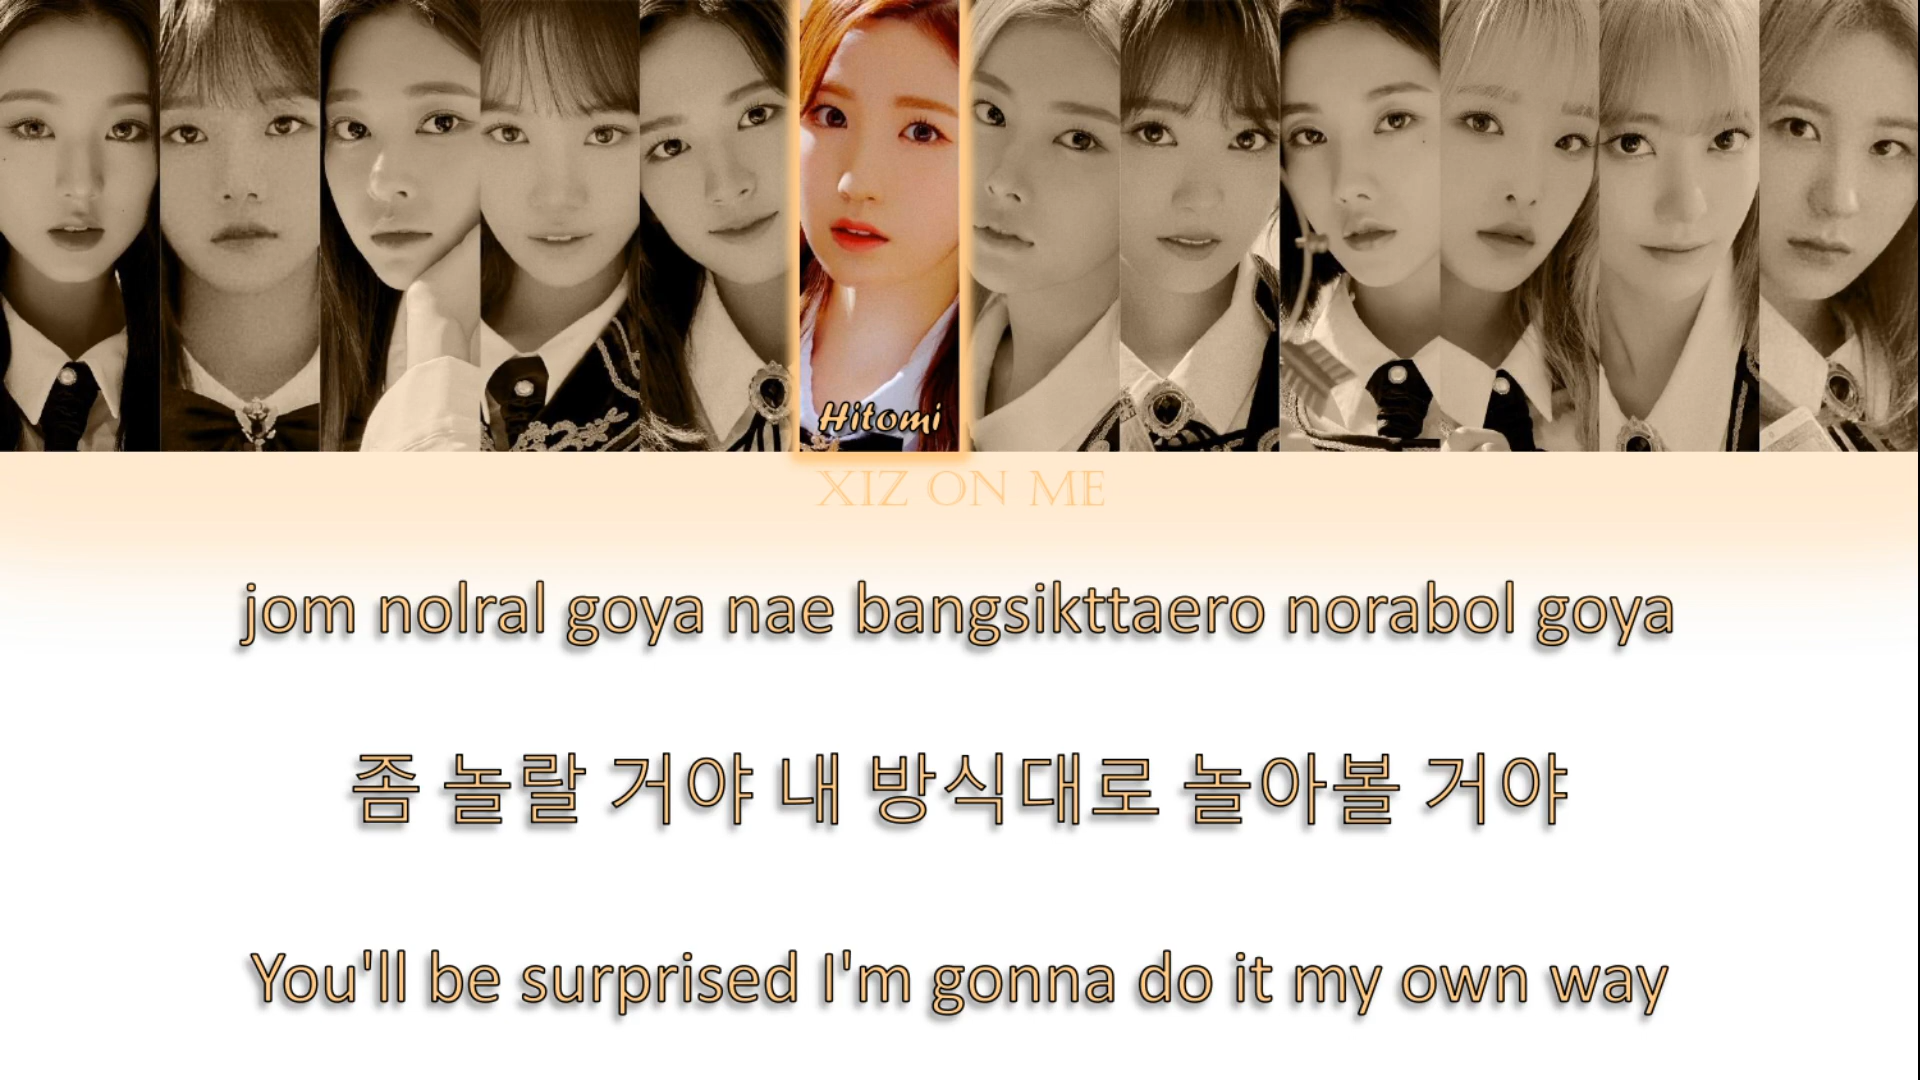 Hitomi
XIZ ON ME
jom nolral goya nae bangsikttaero norabol goya
좀 놀랄 거야 내 방식대로 놀아볼 거야
You'll be surprised I'm gonna do it my own way